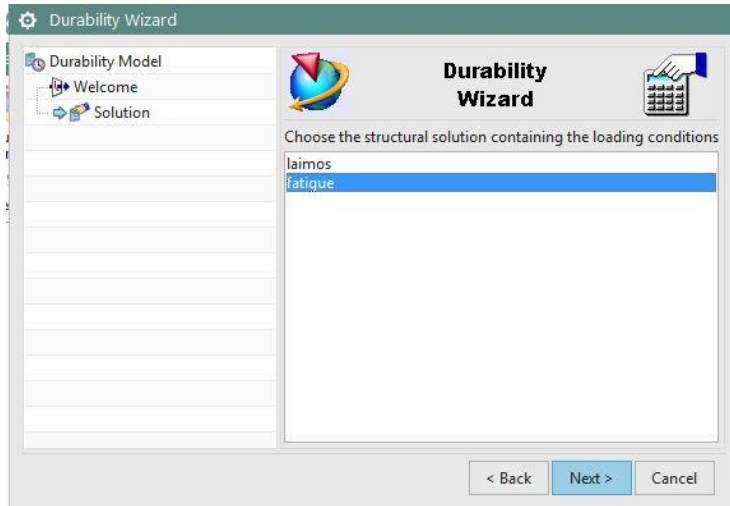 Durability Wizard
Durability Model
Welcome
Solution
Durability
Wizard
Choose the structural solution containing the loading conditions
laimos
fatigue
< Back
Next >
Cancel